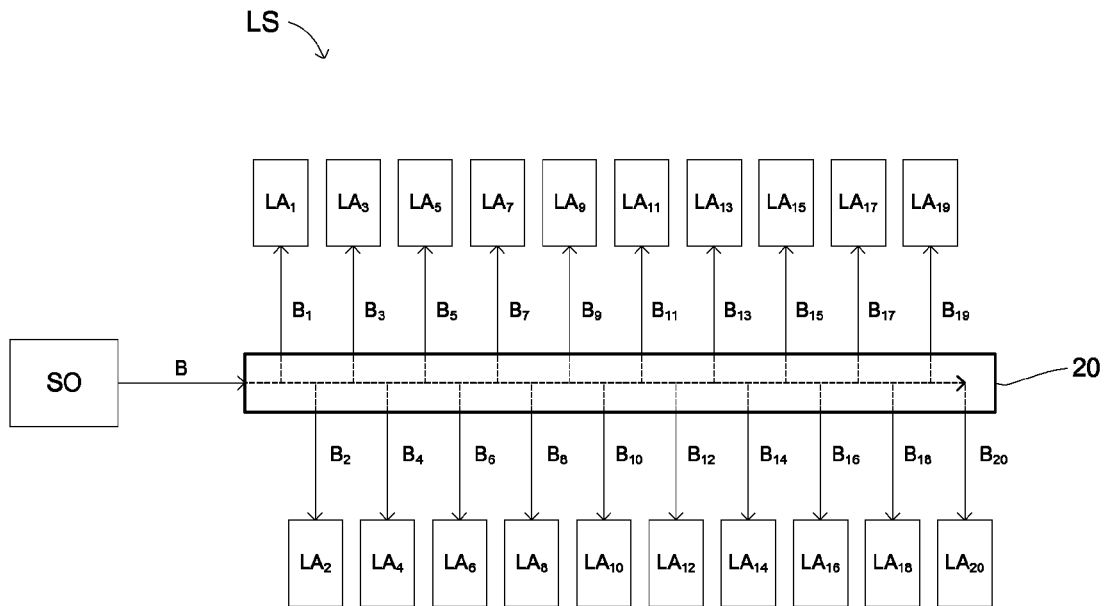 LS
LA₁ LA₃ LA₅ LA₇ LA₉ LA₁₁ LA₁₃ LA₁₅ LA₁₇ LA₁₉
B₁ B₃ B₅ B₇ B₉ B₁₁ B₁₃ B₁₅ B₁₇ B₁₉
SO B 20
B₂ B₄ B₆ B₈ B₁₀ B₁₂ B₁₄ B₁₆ B₁₈ B₂₀
LA₂ LA₄ LA₆ LA₈ LA₁₀ LA₁₂ LA₁₄ LA₁₆ LA₁₈ LA₂₀